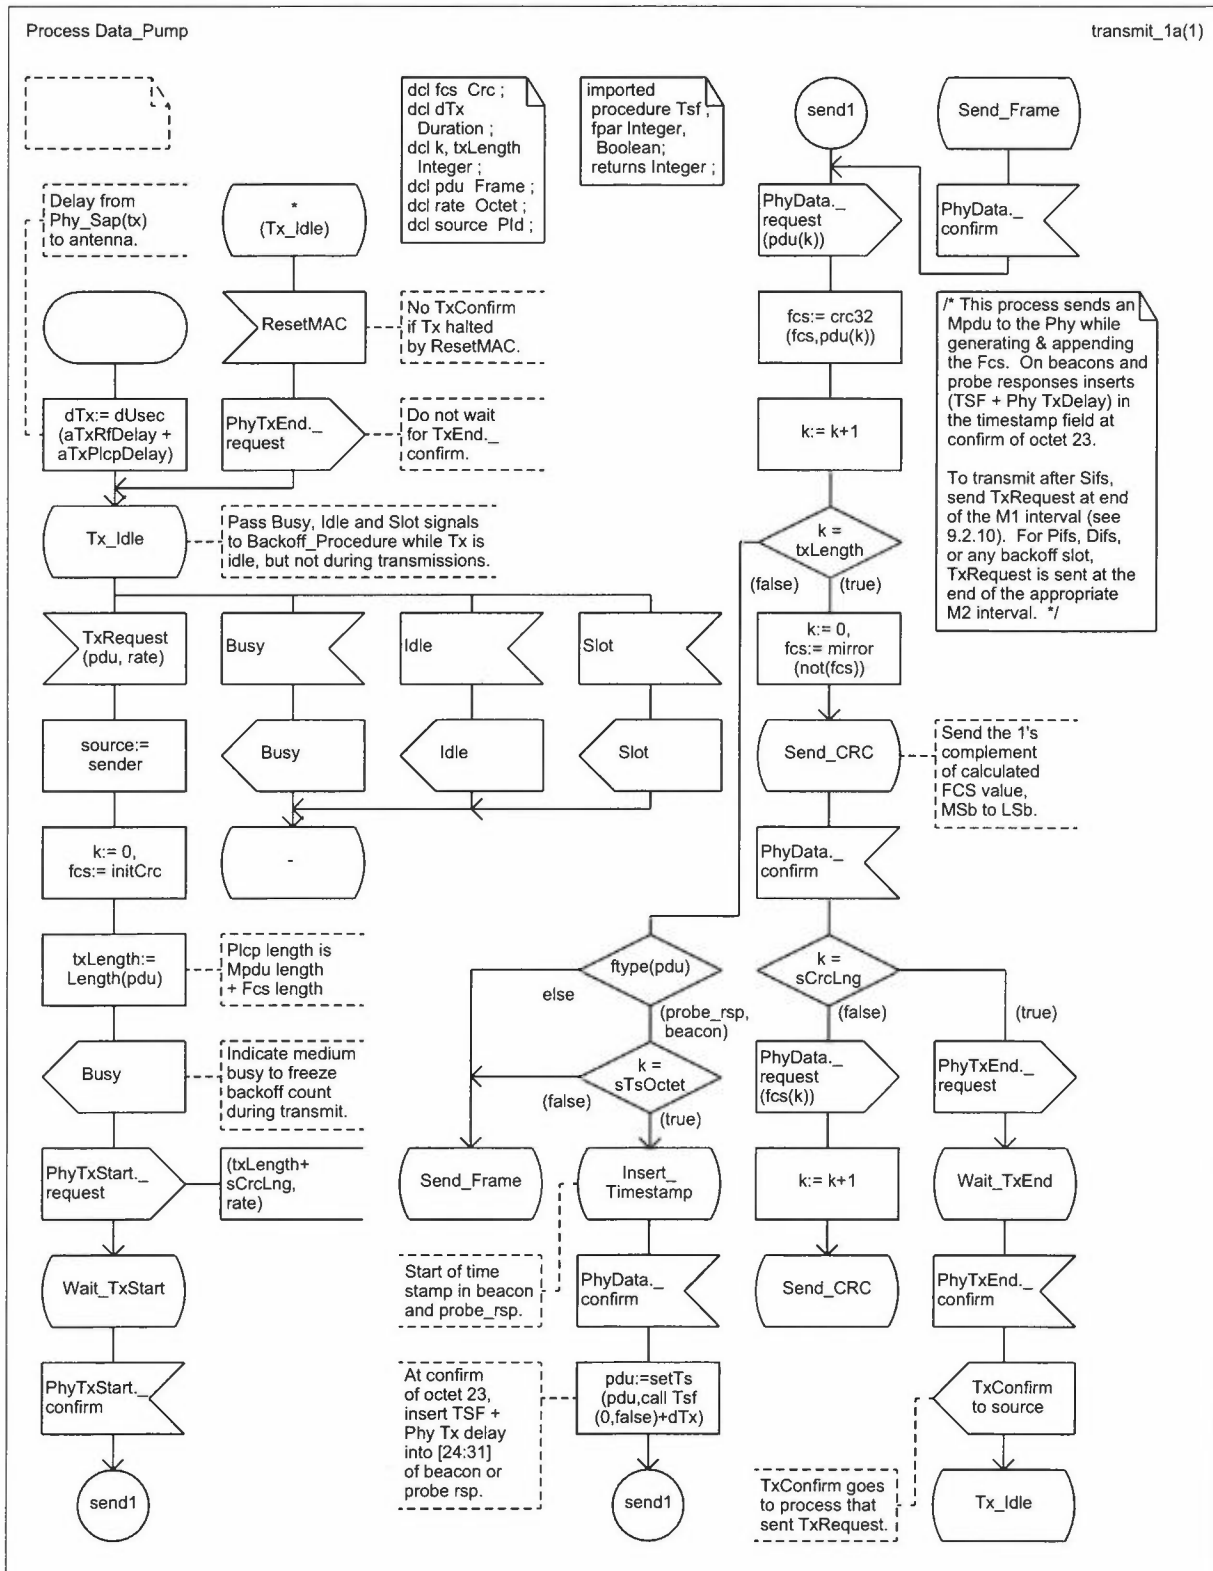 Process Data_Pump
transmit_1a(1)
dcl fcs Crc ;
dcl dTx
Duration ;
dcl k, txLength
Integer ;
dcl pdu Frame ;
dcl rate Octet ;
dcl source PId ;
imported
procedure Tsf ;
fpar Integer,
Boolean;
returns Integer ;
Delay from
Phy_Sap(tx)
to antenna.
*
(Tx_Idle)
ResetMAC
No TxConfirm
if Tx halted
by ResetMAC.
dTx:= dUsec
(aTxRfDelay +
aTxPlcpDelay)
PhyTxEnd._
request
Do not wait
for TxEnd._
confirm.
Tx_Idle
Pass Busy, Idle and Slot signals
to Backoff_Procedure while Tx is
idle, but not during transmissions.
TxRequest
(pdu, rate)
Busy
Idle
Slot
source:=
sender
Busy
Idle
Slot
k:= 0,
fcs:= initCrc
-
txLength:=
Length(pdu)
Plcp length is
Mpdu length
+ Fcs length
Busy
Indicate medium
busy to freeze
backoff count
during transmit.
PhyTxStart._
request
(txLength+
sCrcLng,
rate)
Wait_TxStart
PhyTxStart._
confirm
send1
send1
Send_Frame
PhyData._
request
(pdu(k))
PhyData._
confirm
fcs:= crc32
(fcs,pdu(k))
k:= k+1
/* This process sends an
Mpdu to the Phy while
generating & appending
the Fcs. On beacons and
probe responses inserts
(TSF + Phy TxDelay) in
the timestamp field at
confirm of octet 23.
To transmit after Sifs,
send TxRequest at end
of the M1 interval (see
9.2.10). For Pifs, Difs,
or any backoff slot,
TxRequest is sent at the
end of the appropriate
M2 interval. */
k =
txLength
(false)
(true)
k:= 0,
fcs:= mirror
(not(fcs))
Send_CRC
Send the 1's
complement
of calculated
FCS value,
MSb to LSb.
PhyData._
confirm
ftype(pdu)
else
(probe_rsp,
beacon)
k =
sTsOctet
(false)
(true)
Send_Frame
Insert_
Timestamp
Start of time
stamp in beacon
and probe_rsp.
PhyData._
confirm
At confirm
of octet 23,
insert TSF +
Phy Tx delay
into [24:31]
of beacon or
probe rsp.
pdu:=setTs
(pdu,call Tsf
(0,false)+dTx)
send1
k =
sCrcLng
(false)
(true)
PhyData._
request
(fcs(k))
PhyTxEnd._
request
k:= k+1
Wait_TxEnd
Send_CRC
PhyTxEnd._
confirm
TxConfirm
to source
TxConfirm goes
to process that
sent TxRequest.
Tx_Idle